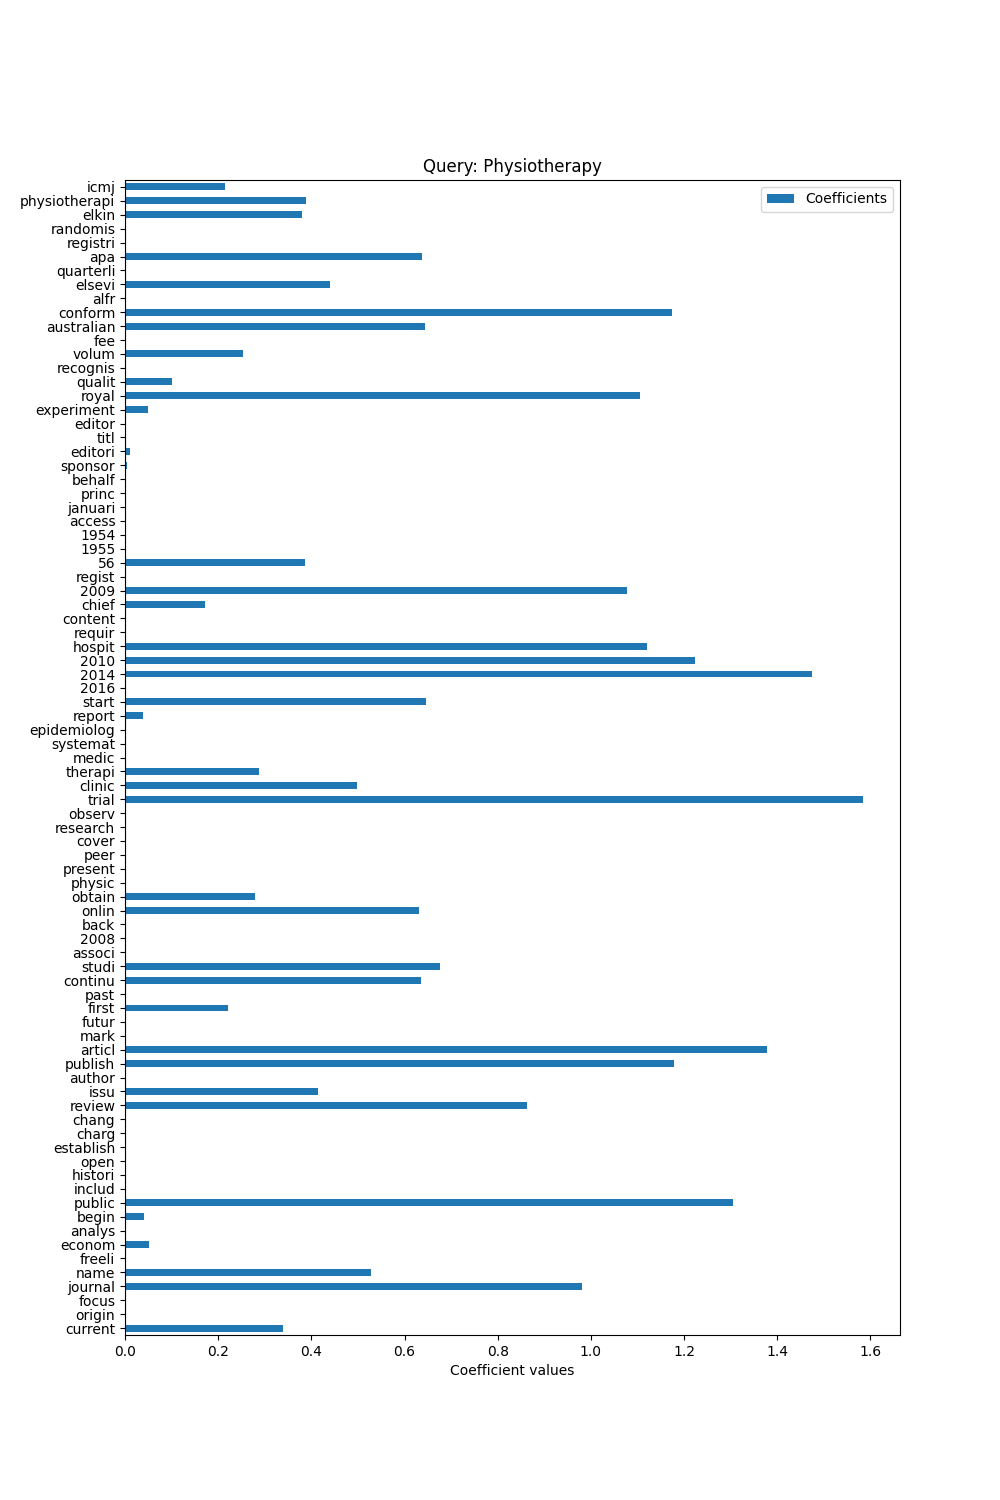 Query: Physiotherapy
Coefficients
icmj
physiotherapi
elkin
randomis
registri
apa
quarterli
elsevi
alfr
conform
australian
fee
volum
recognis
qualit
royal
experiment
editor
titl
editori
sponsor
behalf
princ
januari
access
1954
1955
56
regist
2009
chief
content
requir
hospit
2010
2014
2016
start
report
epidemiolog
systemat
medic
therapi
clinic
trial
observ
research
cover
peer
present
physic
obtain
onlin
back
2008
associ
studi
continu
past
first
futur
mark
articl
publish
author
issu
review
chang
charg
establish
open
histori
includ
public
begin
analys
econom
freeli
name
journal
focus
origin
current
0.0 0.2 0.4 0.6 0.8 1.0 1.2 1.4 1.6
Coefficient values